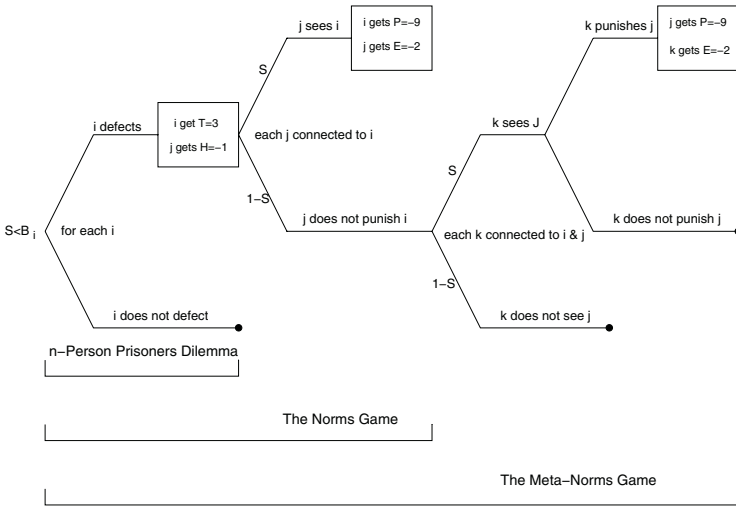 j sees i
i gets P=−9
j gets E=−2
k punishes j
j gets P=−9
k gets E=−2
S
i defects
i get T=3
j gets H=−1
each j connected to i
k sees J
S
1−S
S<B i
for each i
j does not punish i
each k connected to i & j
k does not punish j
1−S
i does not defect
k does not see j
n−Person Prisoners Dilemma
The Norms Game
The Meta−Norms Game